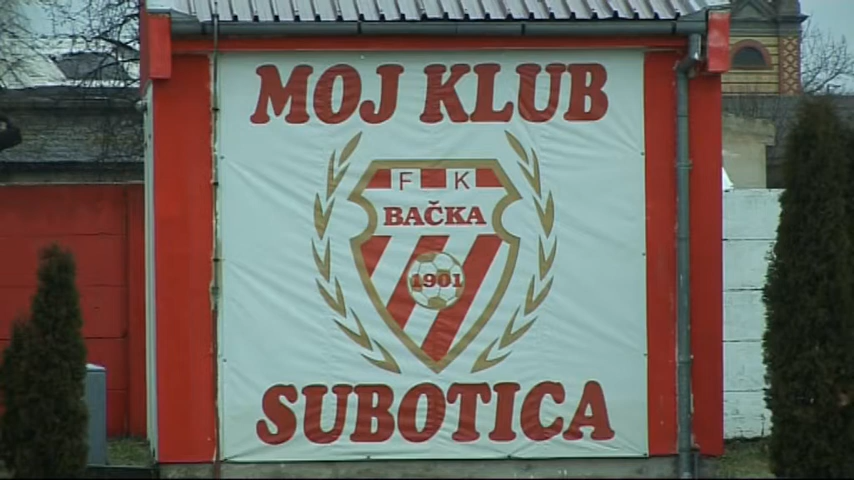 MOJ KLUB
F K
BAČKA
1901
SUBOTICA